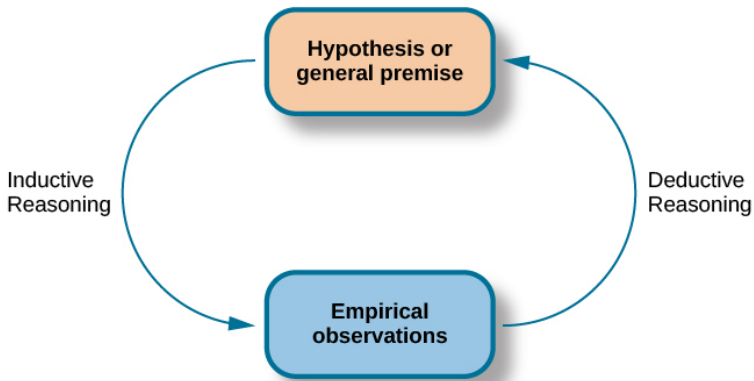 Hypothesis or
general premise
Inductive
Reasoning
Deductive
Reasoning
Empirical
observations